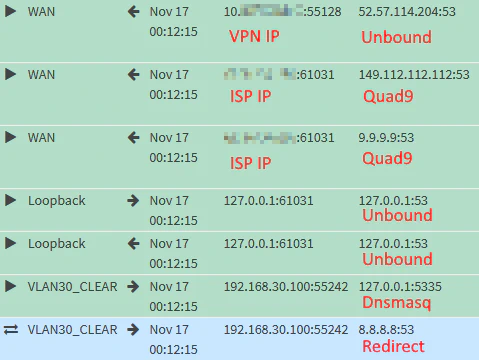 WAN Nov 17 10. :55128 52.57.114.204:53
00:12:15 VPN IP Unbound
WAN Nov 17 :61031 149.112.112.112:53
00:12:15 ISP IP Quad9
WAN Nov 17 :61031 9.9.9.9:53
00:12:15 ISP IP Quad9
Loopback Nov 17 127.0.0.1:61031 127.0.0.1:53
00:12:15 Unbound
Loopback Nov 17 127.0.0.1:61031 127.0.0.1:53
00:12:15 Unbound
VLAN30_CLEAR Nov 17 192.168.30.100:55242 127.0.0.1:5335
00:12:15 Dnsmasq
VLAN30_CLEAR Nov 17 192.168.30.100:55242 8.8.8.8:53
00:12:15 Redirect